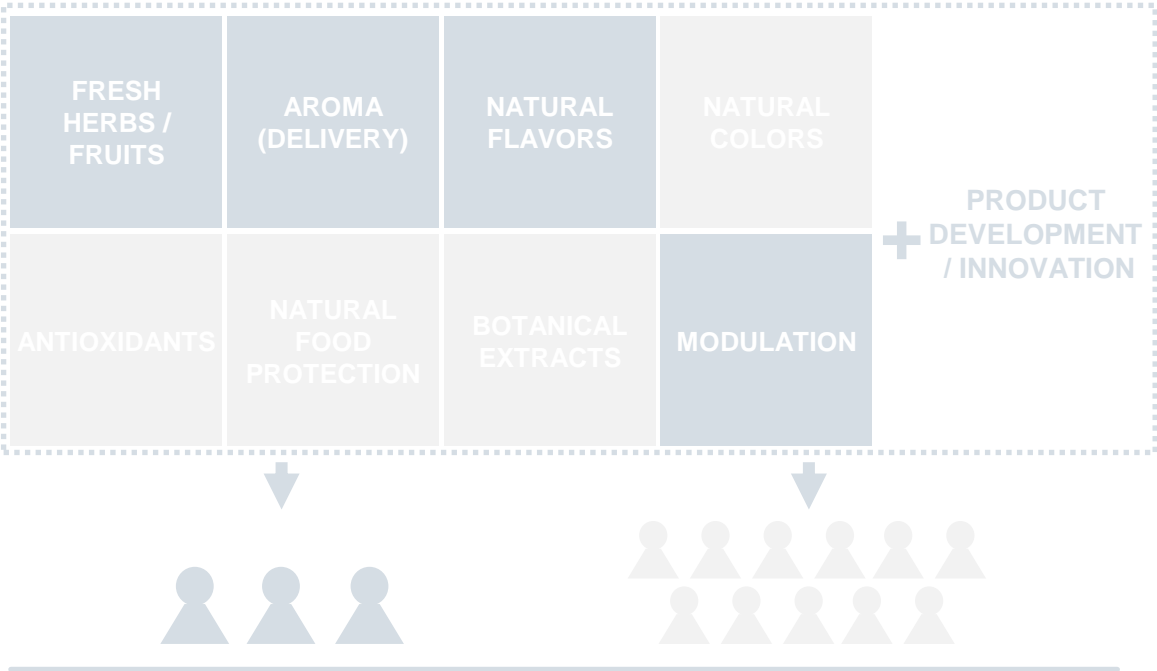 FRESH
HERBS /
FRUITS
AROMA
(DELIVERY)
NATURAL
FLAVORS
NATURAL
COLORS
ANTIOXIDANTS
NATURAL
FOOD
PROTECTION
BOTANICAL
EXTRACTS
MODULATION
PRODUCT
DEVELOPMENT
/ INNOVATION